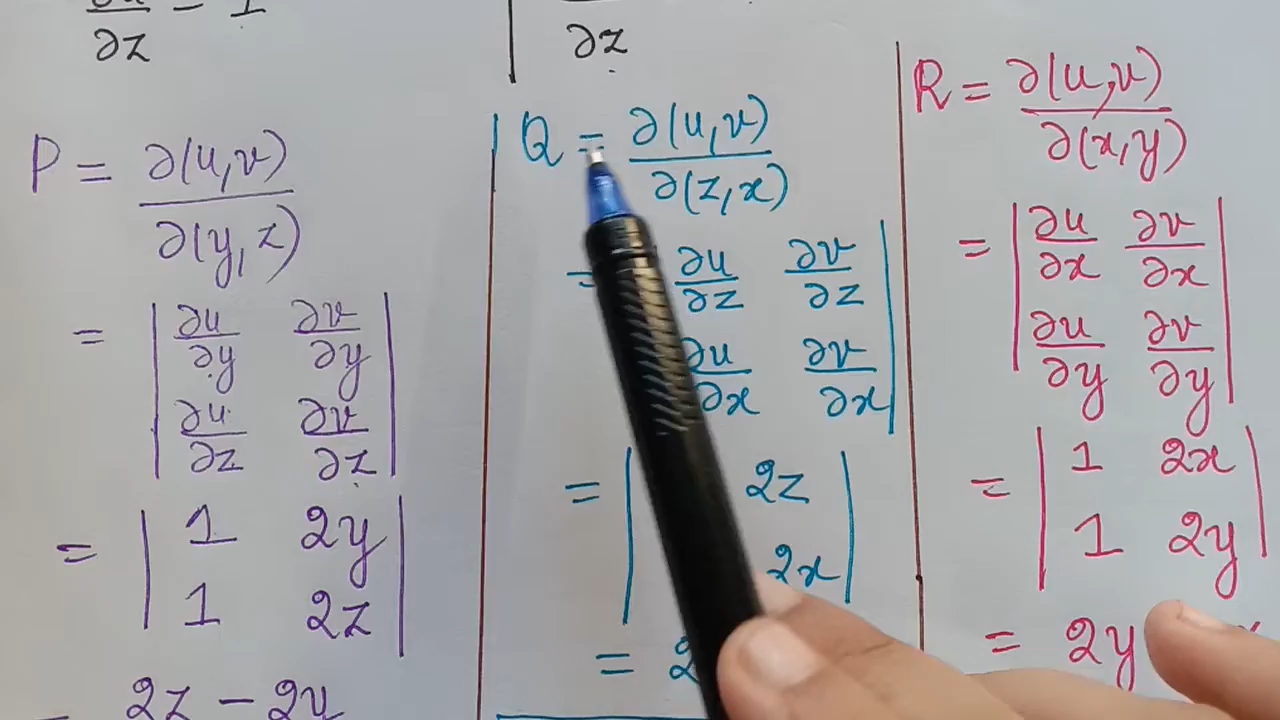 ∂z
∂z
P = ∂(u,v)
∂(y,z)
= | ∂u/∂y ∂v/∂y |
| ∂u/∂z ∂v/∂z |
= | 1 2y |
| 1 2z |
= 2z - 2y
Q = ∂(u,v)
∂(z,x)
= ∂u/∂z ∂v/∂z |
∂u/∂x ∂v/∂x |
= | 2z |
| 2x |
= 2
R = ∂(u,v)
∂(x,y)
= | ∂u/∂x ∂v/∂x |
| ∂u/∂y ∂v/∂y |
= | 1 2x |
| 1 2y |
= 2y